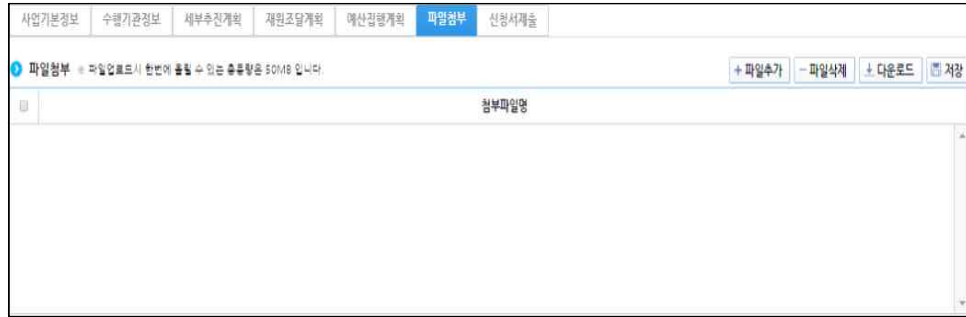 사업기본정보 수행기관정보 세부추진계획 재원조달계획 예산집행계획 파일첨부 신청서제출
파일첨부 ※ 파일업로드시 한번에 올릴 수 있는 총용량은 50MB 입니다. + 파일추가 - 파일삭제 다운로드 저장
첨부파일명